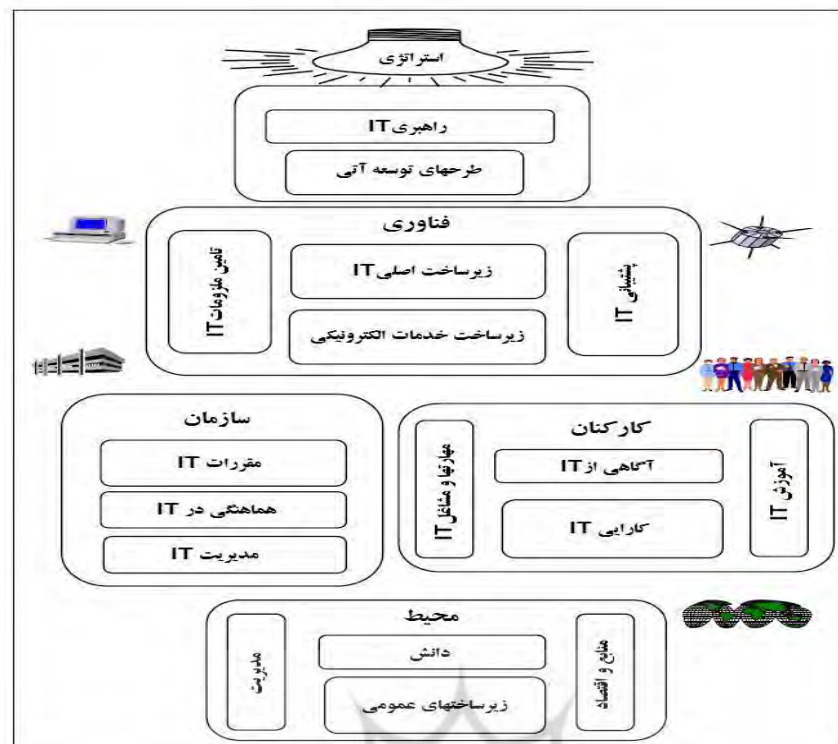 استراتژی
راهبری IT
طرحهای توسعه آتی
فناوری
پشتیبانی IT
زیرساخت اصلی IT
زیرساخت خدمات الکترونیکی
تامین ملزومات IT
کارکنان
آموزش IT
آگاهی از IT
کارایی IT
مهارتها و مشاغل IT
سازمان
مقررات IT
هماهنگی در IT
مدیریت IT
محیط
منابع و اقتصاد
دانش
زیرساختهای عمومی
مدیریت